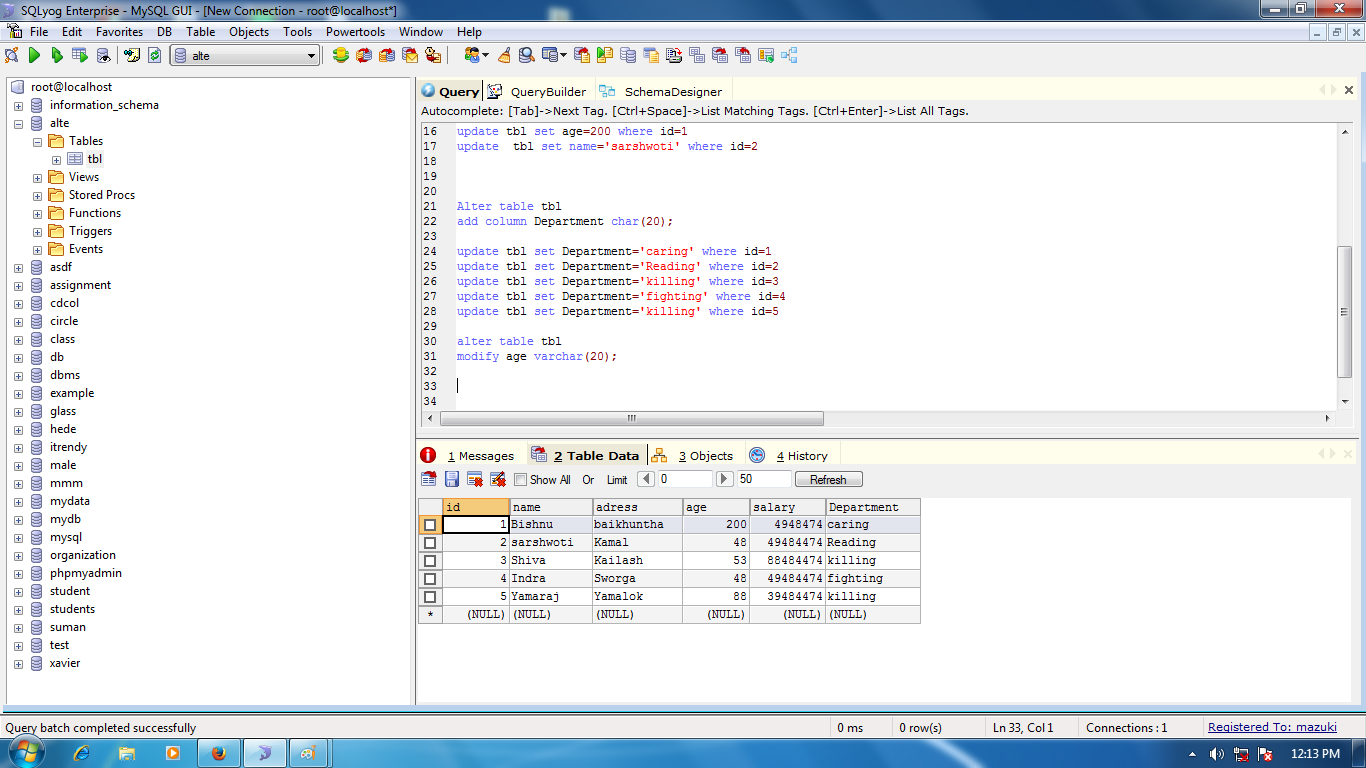 SQLyog Enterprise - MySQL GUI - [New Connection - root@localhost*]
File Edit Favorites DB Table Objects Tools Powertools Window Help
alte
root@localhost
information_schema
alte
Tables
tbl
Views
Stored Procs
Functions
Triggers
Events
asdf
assignment
cdcol
circle
class
db
dbms
example
glass
hede
itrendy
male
mmm
mydata
mydb
mysql
organization
phpmyadmin
student
students
suman
test
xavier
Query QueryBuilder SchemaDesigner
Autocomplete: [Tab]->Next Tag. [Ctrl+Space]->List Matching Tags. [Ctrl+Enter]->List All Tags.
16 update tbl set age=200 where id=1
17 update  tbl set name='sarshwoti' where id=2
18
19
20
21 Alter table tbl
22 add column Department char(20);
23
24 update tbl set Department='caring' where id=1
25 update tbl set Department='Reading' where id=2
26 update tbl set Department='killing' where id=3
27 update tbl set Department='fighting' where id=4
28 update tbl set Department='killing' where id=5
29
30 alter table tbl
31 modify age varchar(20);
32
33
34
1 Messages 2 Table Data 3 Objects 4 History
Show All Or Limit 0 50 Refresh
id name adress age salary Department
1 Bishnu baikhuntha 200 4948474 caring
2 sarshwoti Kamal 48 49484474 Reading
3 Shiva Kailash 53 88484474 killing
4 Indra Sworga 48 49484474 fighting
5 Yamaraj Yamalok 88 39484474 killing
* (NULL) (NULL) (NULL) (NULL) (NULL) (NULL)
Query batch completed successfully 0 ms 0 row(s) Ln 33, Col 1 Connections : 1 Registered To: mazuki
12:13 PM